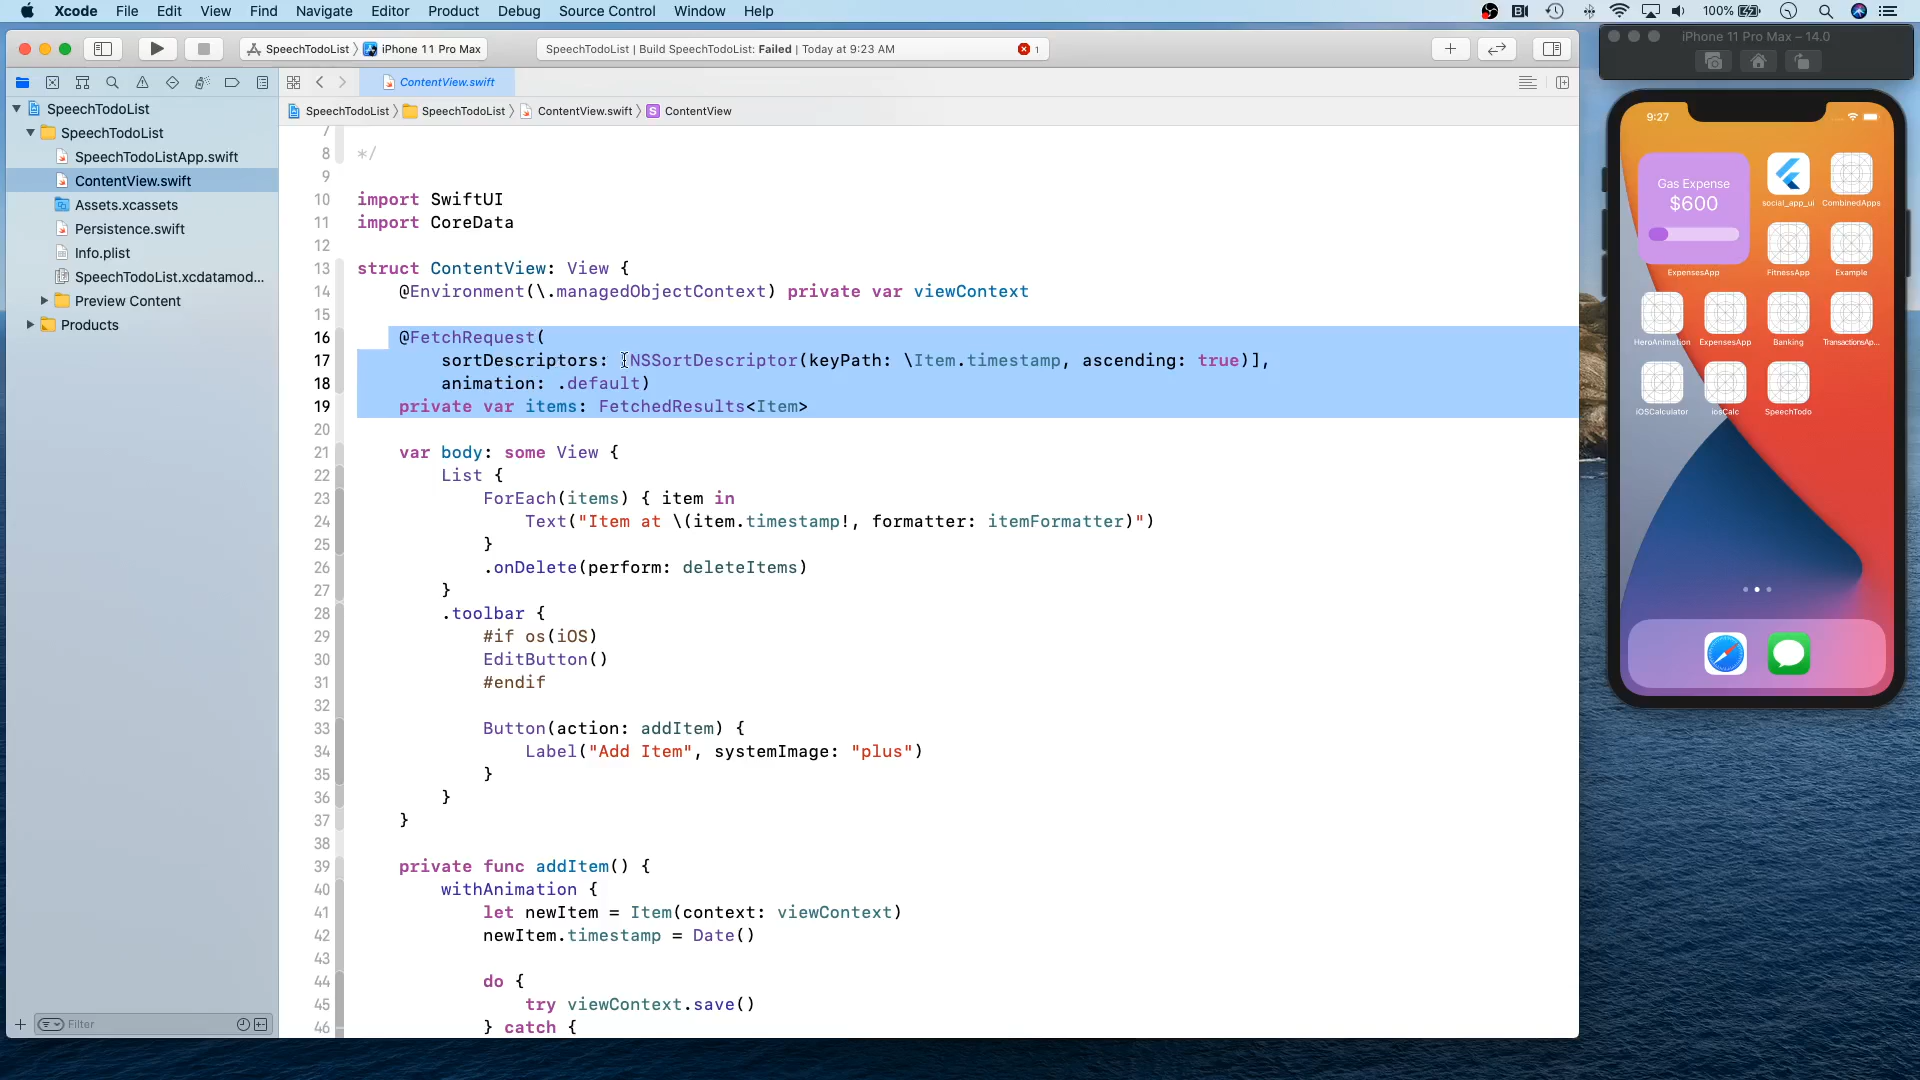 Xcode File Edit View Find Navigate Editor Product Debug Source Control Window Help 100%
SpeechTodoList iPhone 11 Pro Max
SpeechTodoList | Build SpeechTodoList: Failed | Today at 9:23 AM 1
ContentView.swift
SpeechTodoList SpeechTodoList ContentView.swift S ContentView
SpeechTodoList
SpeechTodoList
SpeechTodoListApp.swift
ContentView.swift
Assets.xcassets
Persistence.swift
Info.plist
SpeechTodoList.xcdatamod...
Preview Content
Products
Filter
7
8 */
9
10 import SwiftUI
11 import CoreData
12
13 struct ContentView: View {
14 @Environment(\.managedObjectContext) private var viewContext
15
16 @FetchRequest(
17 sortDescriptors: [NSSortDescriptor(keyPath: \Item.timestamp, ascending: true)],
18 animation: .default)
19 private var items: FetchedResults<Item>
20
21 var body: some View {
22 List {
23 ForEach(items) { item in
24 Text("Item at \(item.timestamp!, formatter: itemFormatter)")
25 }
26 .onDelete(perform: deleteItems)
27 }
28 .toolbar {
29 #if os(iOS)
30 EditButton()
31 #endif
32
33 Button(action: addItem) {
34 Label("Add Item", systemImage: "plus")
35 }
36 }
37 }
38
39 private func addItem() {
40 withAnimation {
41 let newItem = Item(context: viewContext)
42 newItem.timestamp = Date()
43
44 do {
45 try viewContext.save()
46 } catch {
iPhone 11 Pro Max – 14.0
9:27
Gas Expense
$600
ExpensesApp
social_app_ui CombinedApps
FitnessApp Example
HeroAnimation ExpensesApp Banking TransactionsAp...
iOSCalculator iosCalc SpeechTodo